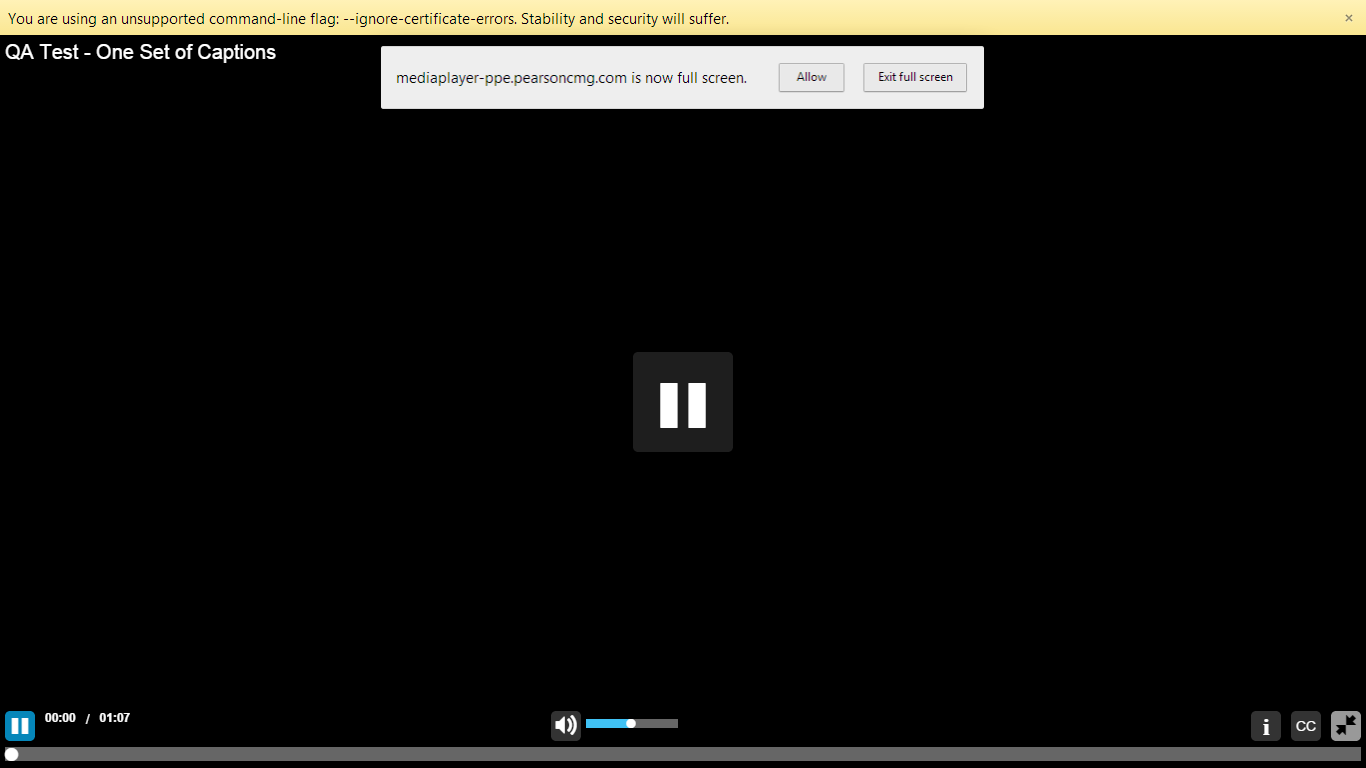 You are using an unsupported command-line flag: --ignore-certificate-errors. Stability and security will suffer.
QA Test - One Set of Captions
mediaplayer-ppe.pearsoncmg.com is now full screen.
Allow
Exit full screen
00:00 / 01:07
i
CC